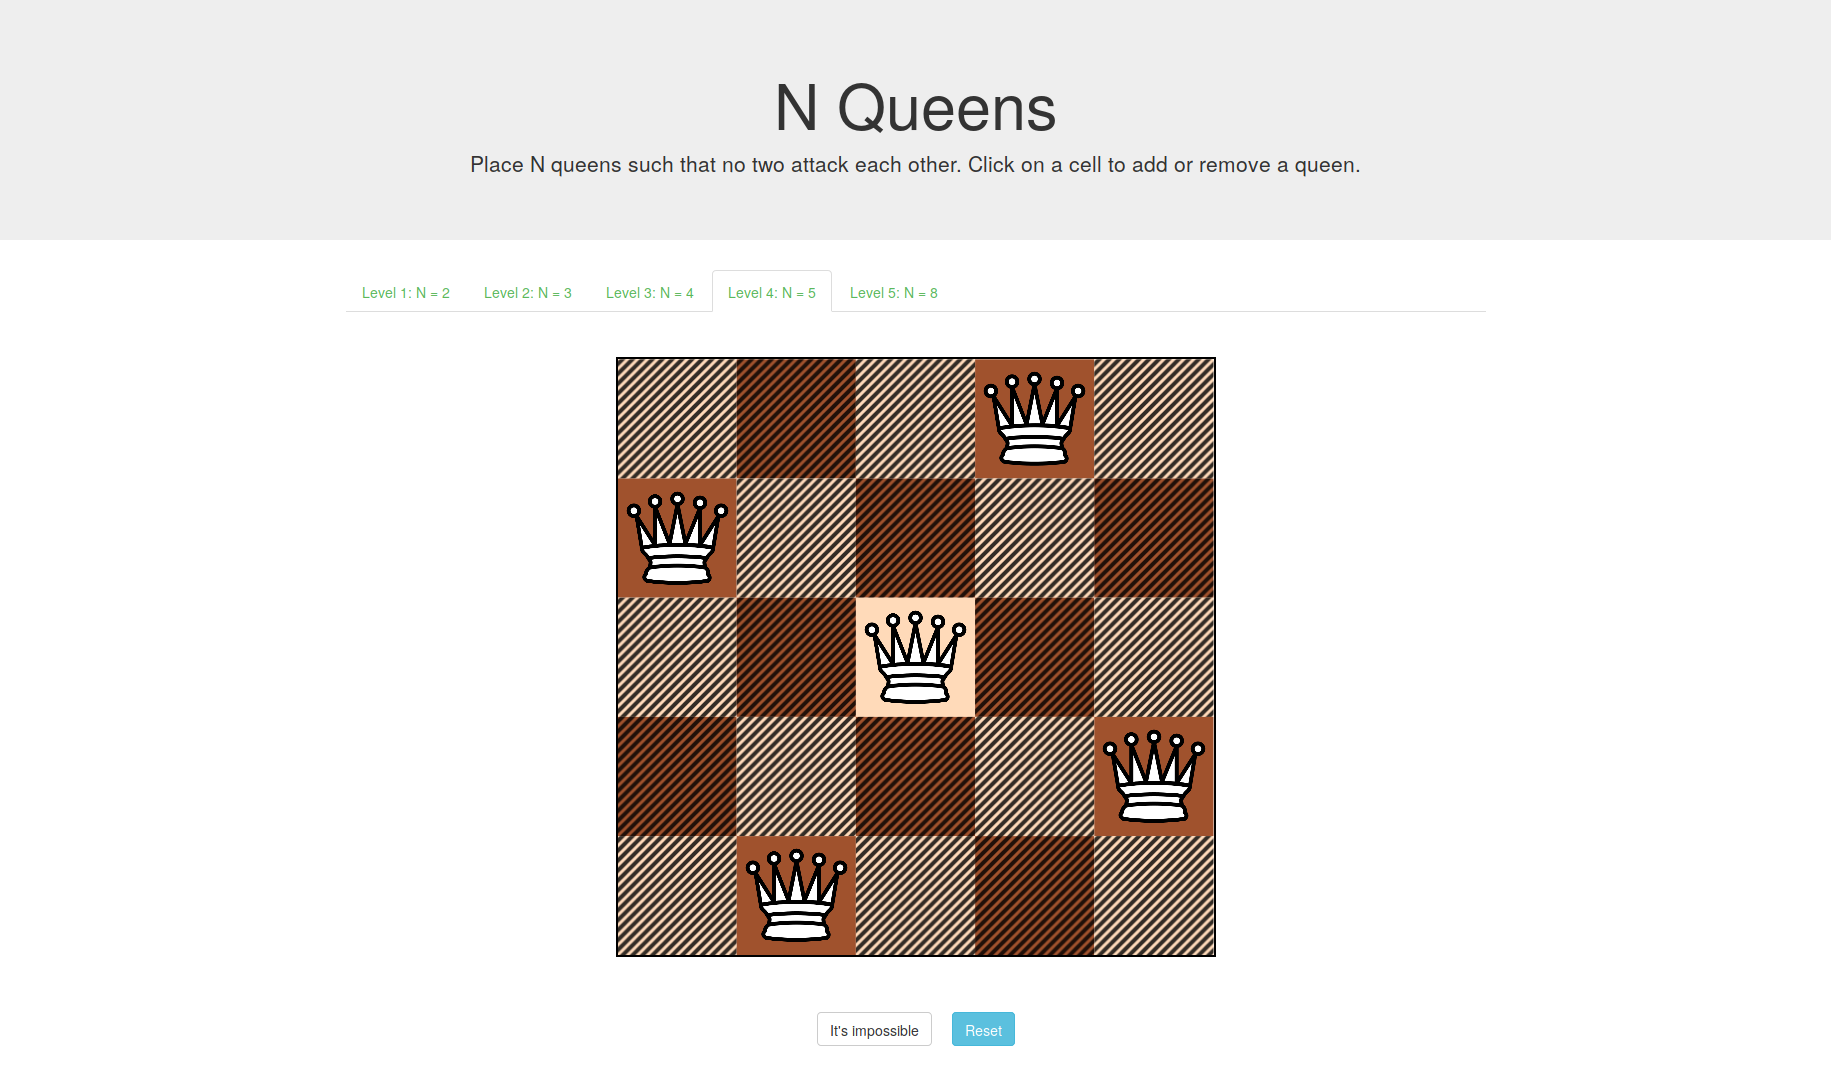 N Queens
Place N queens such that no two attack each other. Click on a cell to add or remove a queen.
Level 1: N = 2
Level 2: N = 3
Level 3: N = 4
Level 4: N = 5
Level 5: N = 8
It's impossible
Reset